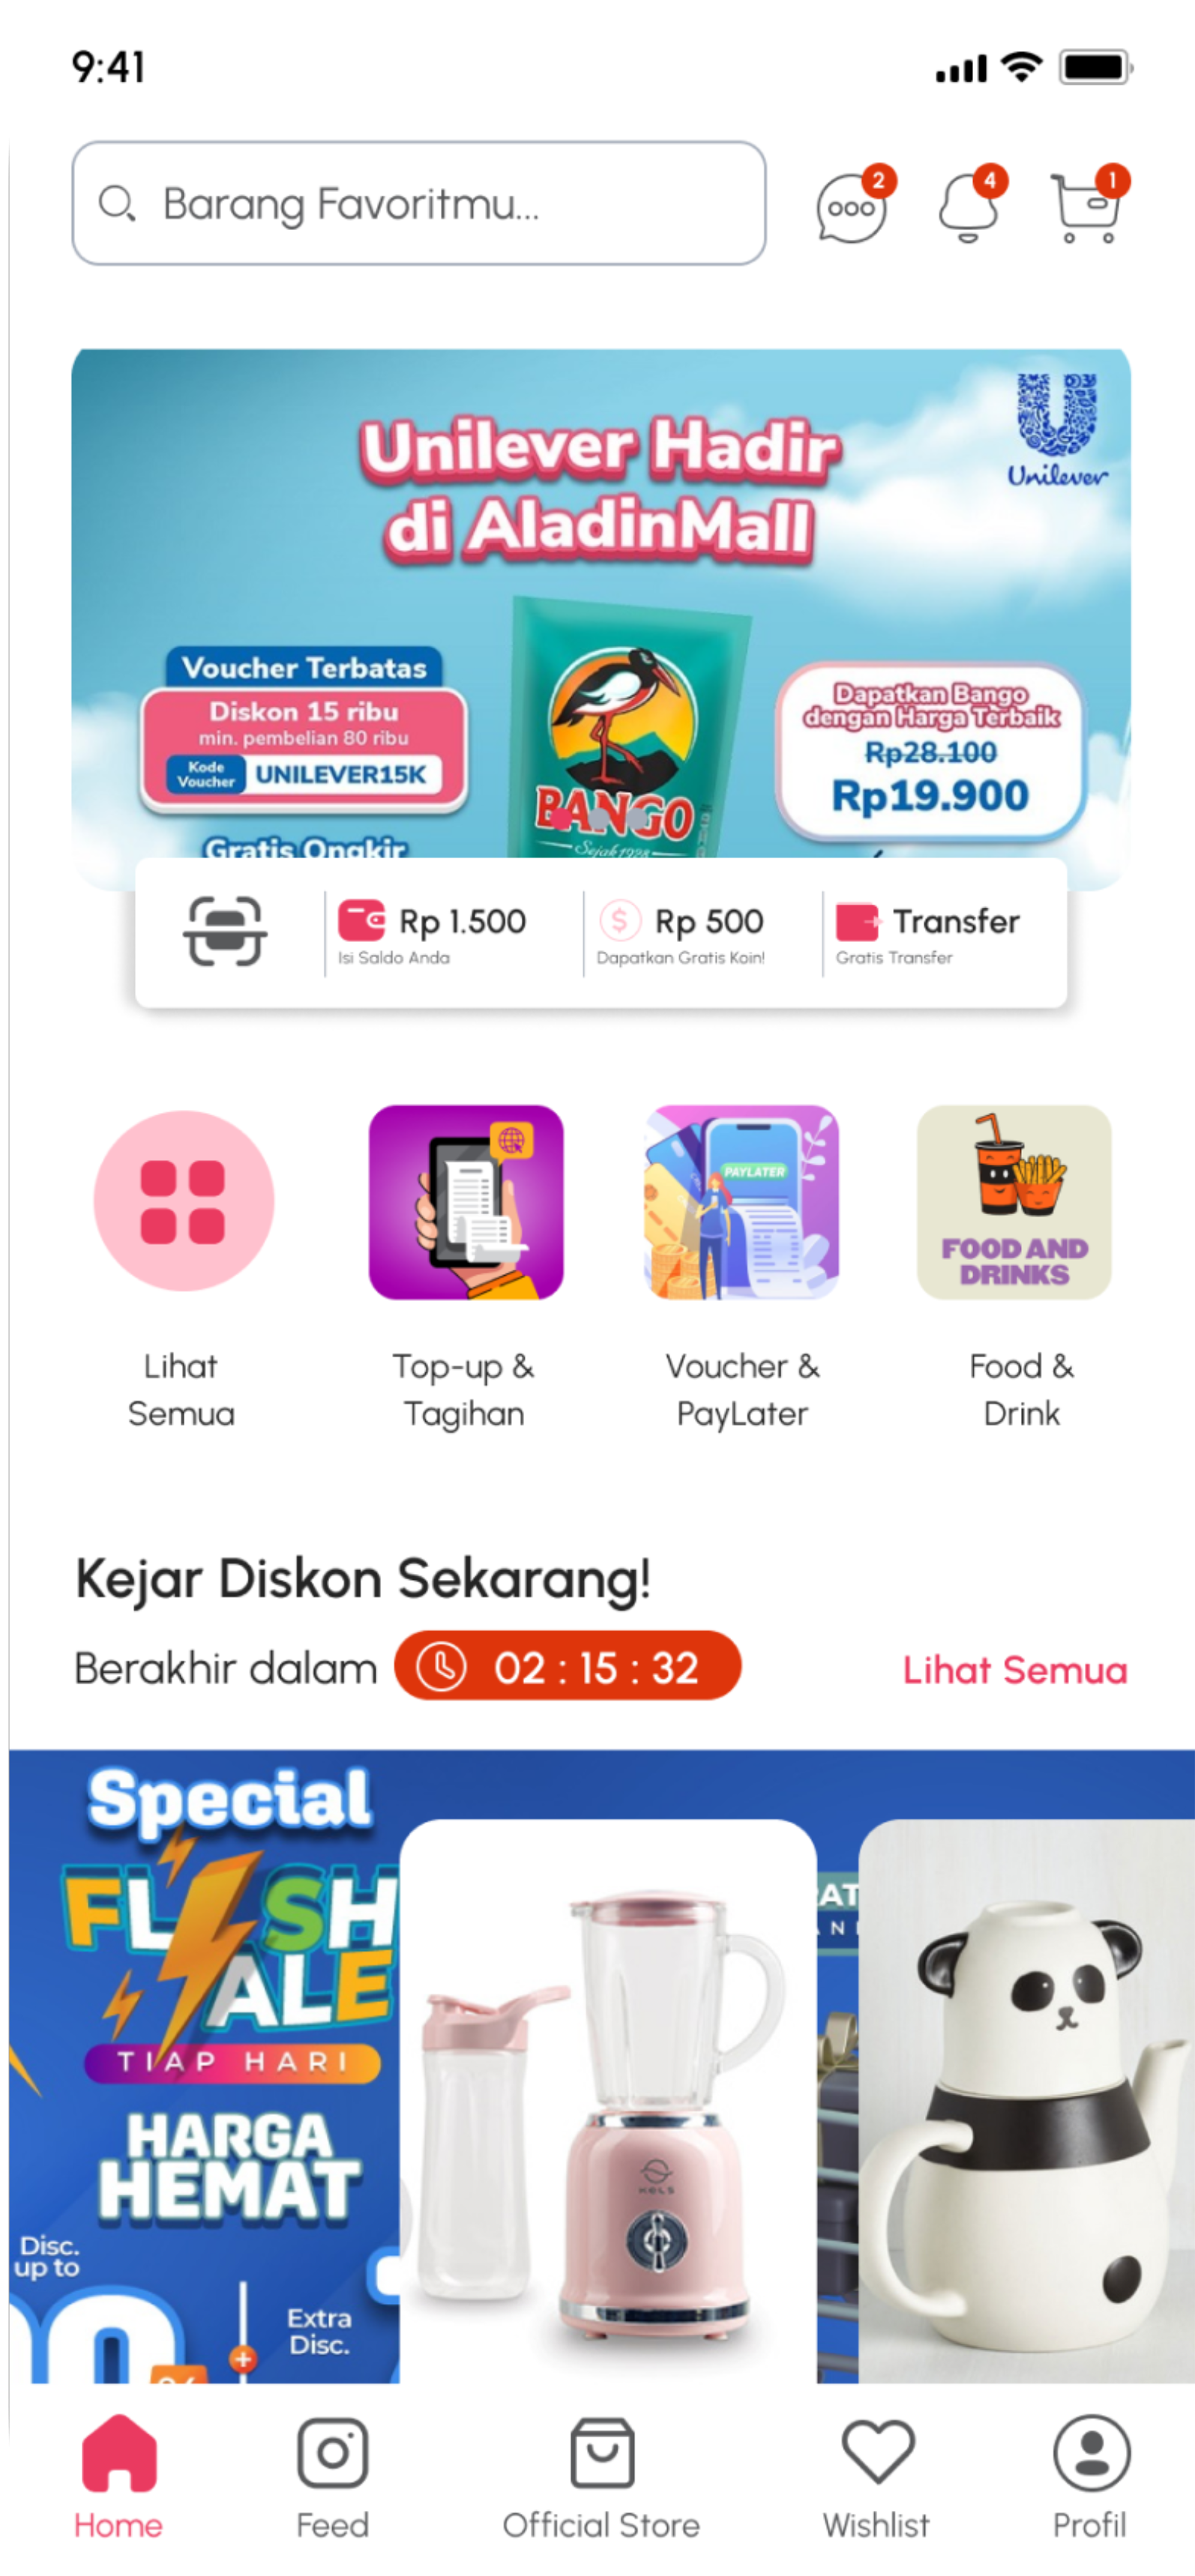 9:41
Barang Favoritmu...
2
4
1
Unilever Hadir
di AladinMall
Unilever
Voucher Terbatas
Diskon 15 ribu
min. pembelian 80 ribu
Kode
Voucher
UNILEVER15K
Gratis Ongkir
BANGO
Sejak 1928
Dapatkan Bango
dengan Harga Terbaik
Rp28.100
Rp19.900
Rp 1.500
Isi Saldo Anda
Rp 500
Dapatkan Gratis Koin!
Transfer
Gratis Transfer
PAYLATER
FOOD AND
DRINKS
Lihat
Semua
Top-up &
Tagihan
Voucher &
PayLater
Food &
Drink
Kejar Diskon Sekarang!
Berakhir dalam
02 : 15 : 32
Lihat Semua
Special
FLASH
SALE
TIAP HARI
HARGA
HEMAT
Disc.
up to
Extra
Disc.
KELS
Home
Feed
Official Store
Wishlist
Profil